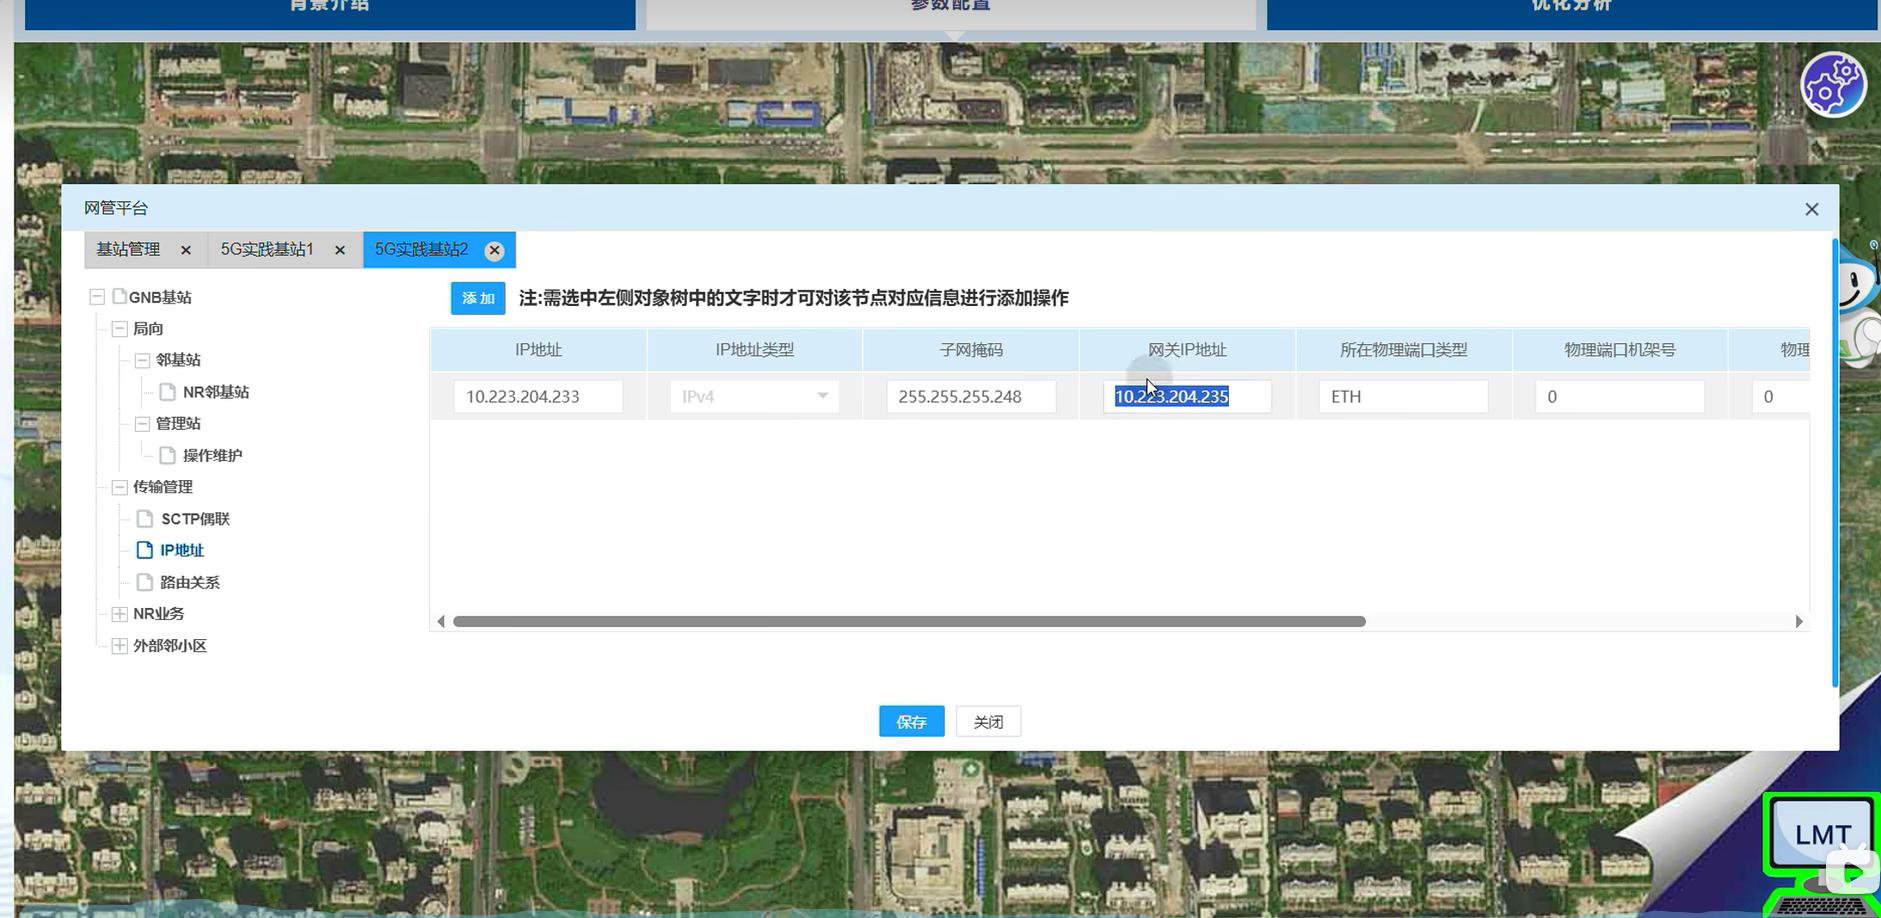 背景介绍
参数配置
优化分析
网管平台
基站管理 ×
5G实践基站1 ×
5G实践基站2 ×
GNB基站
添加
注:需选中左侧对象树中的文字时才可对该节点对应信息进行添加操作
局向
邻基站
NR邻基站
管理站
操作维护
传输管理
SCTP偶联
IP地址
路由关系
NR业务
外部邻小区
IP地址 IP地址类型 子网掩码 网关IP地址 所在物理端口类型 物理端口机架号 物理
10.223.204.233 IPv4 255.255.255.248 10.223.204.235 ETH 0 0
保存
关闭
LMT